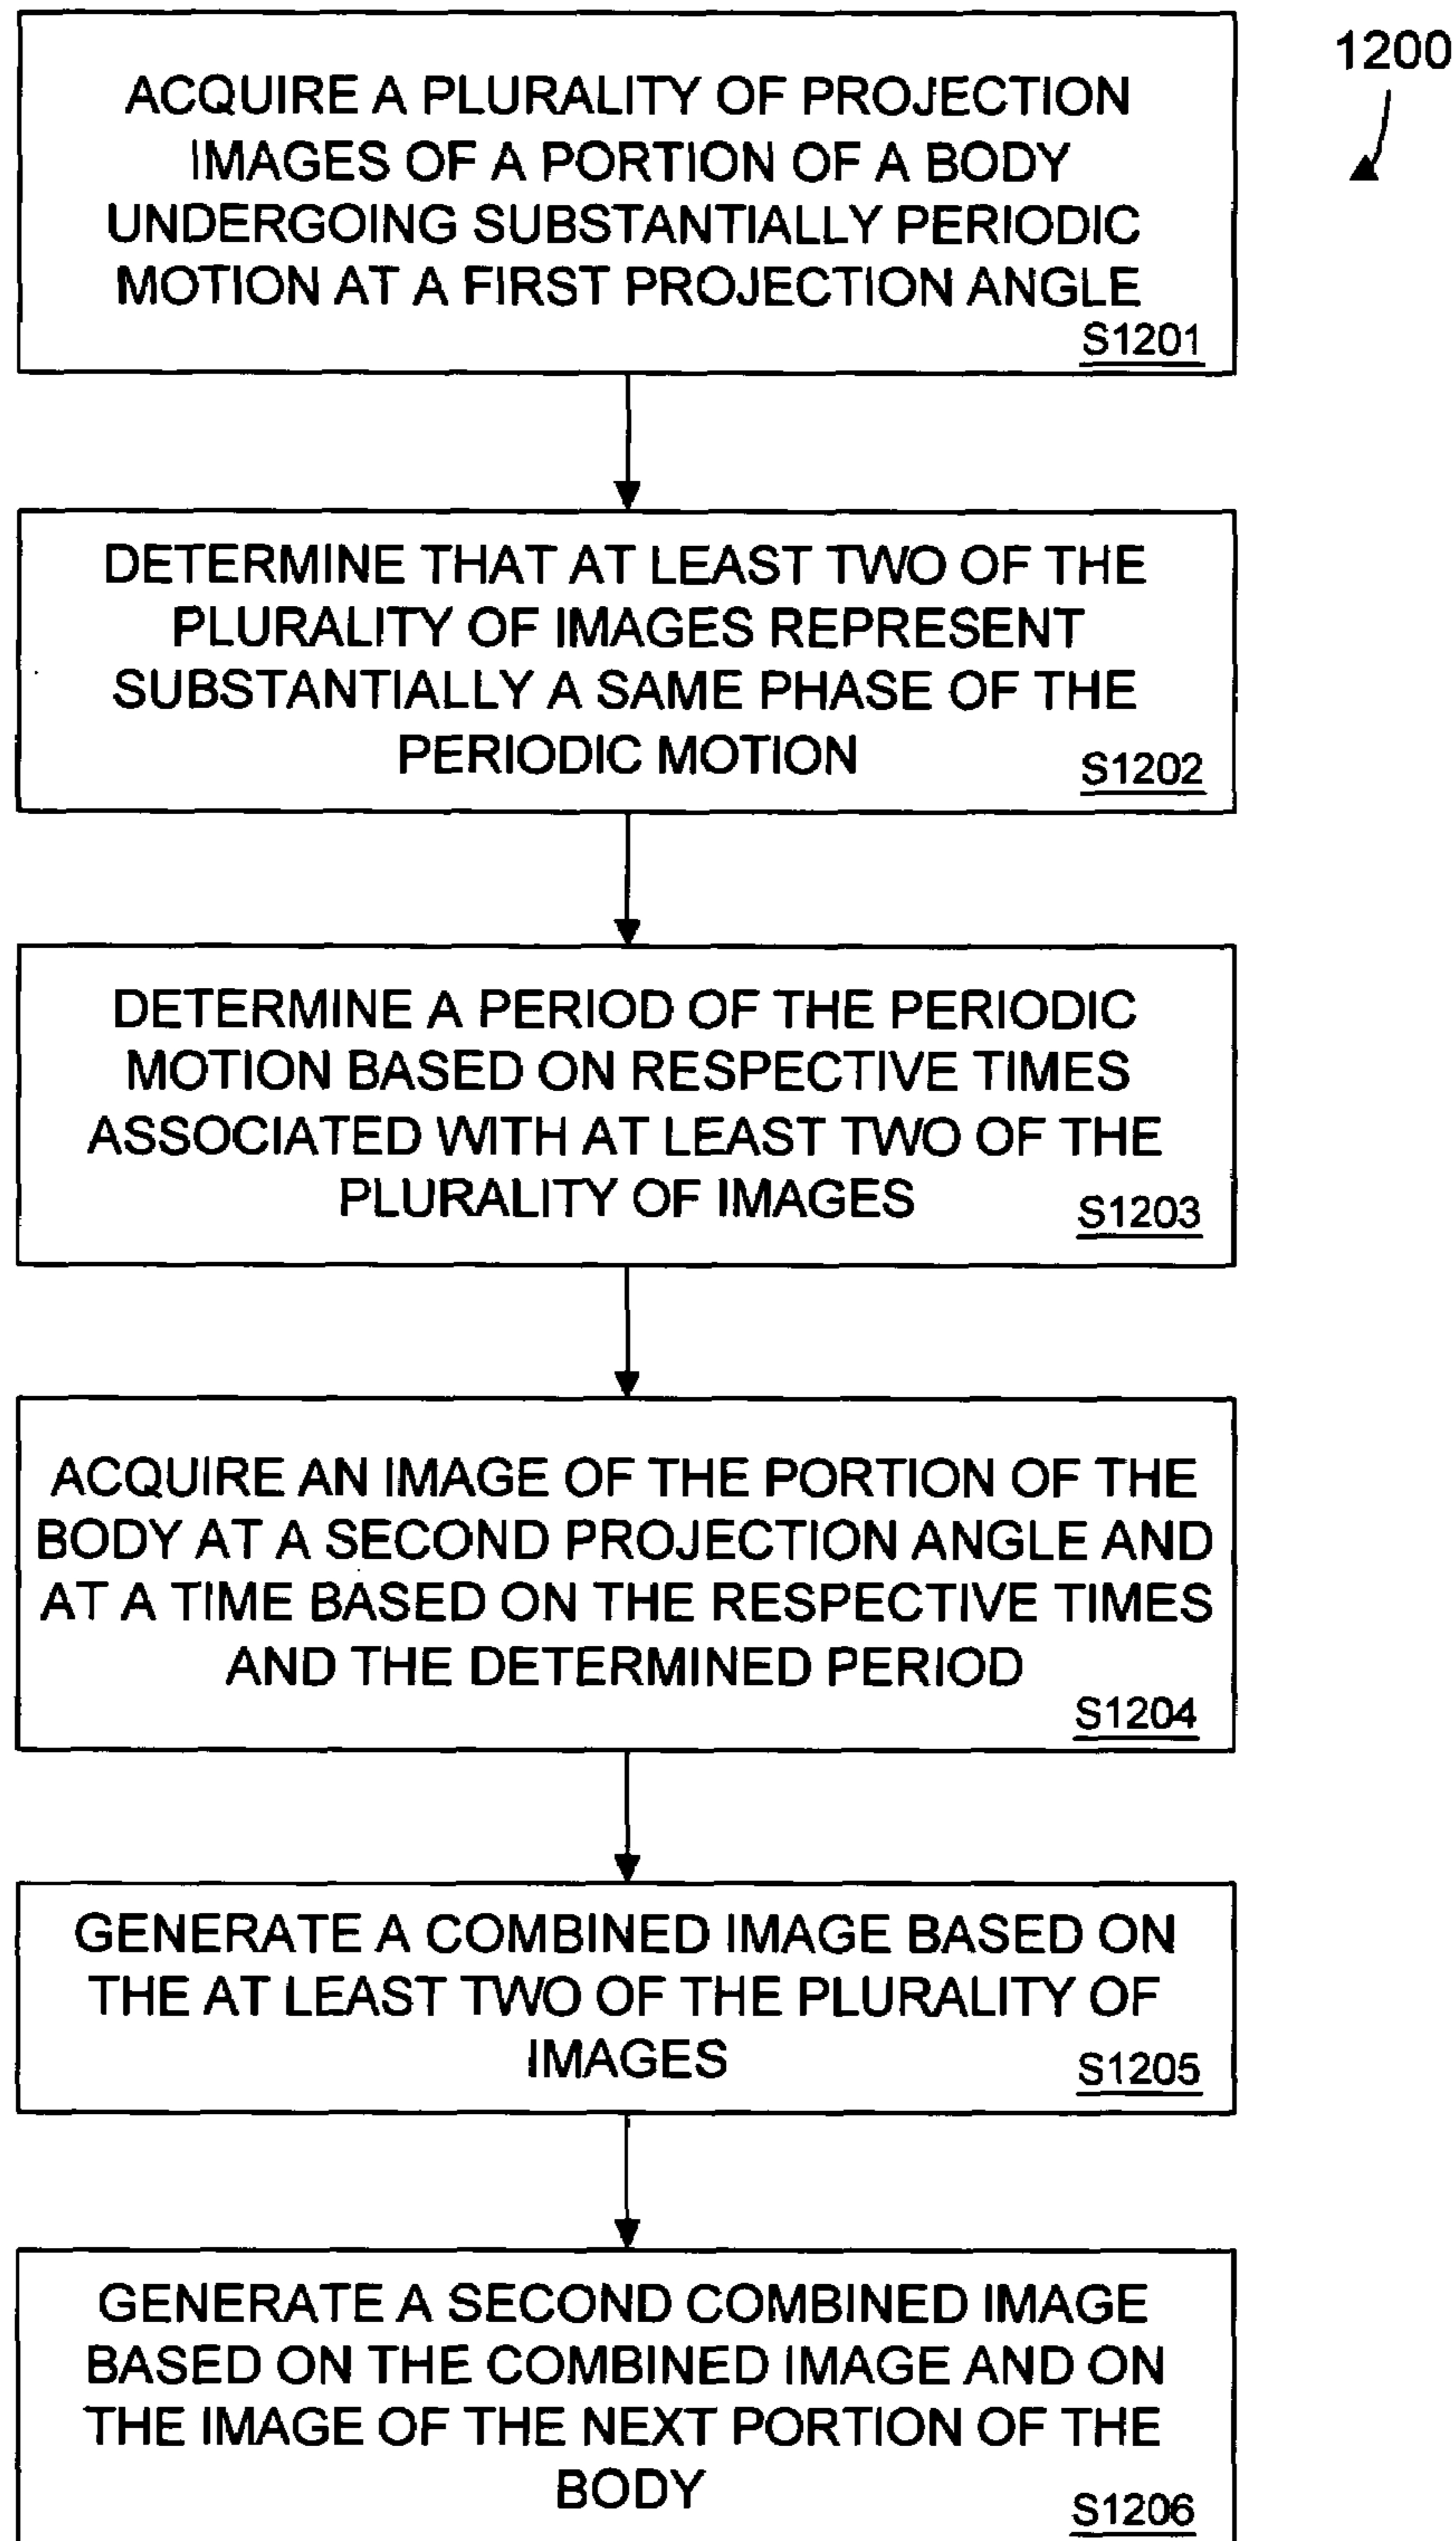 1200
ACQUIRE A PLURALITY OF PROJECTION
IMAGES OF A PORTION OF A BODY
UNDERGOING SUBSTANTIALLY PERIODIC
MOTION AT A FIRST PROJECTION ANGLE
S1201
DETERMINE THAT AT LEAST TWO OF THE
PLURALITY OF IMAGES REPRESENT
SUBSTANTIALLY A SAME PHASE OF THE
PERIODIC MOTION
S1202
DETERMINE A PERIOD OF THE PERIODIC
MOTION BASED ON RESPECTIVE TIMES
ASSOCIATED WITH AT LEAST TWO OF THE
PLURALITY OF IMAGES
S1203
ACQUIRE AN IMAGE OF THE PORTION OF THE
BODY AT A SECOND PROJECTION ANGLE AND
AT A TIME BASED ON THE RESPECTIVE TIMES
AND THE DETERMINED PERIOD
S1204
GENERATE A COMBINED IMAGE BASED ON
THE AT LEAST TWO OF THE PLURALITY OF
IMAGES
S1205
GENERATE A SECOND COMBINED IMAGE
BASED ON THE COMBINED IMAGE AND ON
THE IMAGE OF THE NEXT PORTION OF THE
BODY
S1206